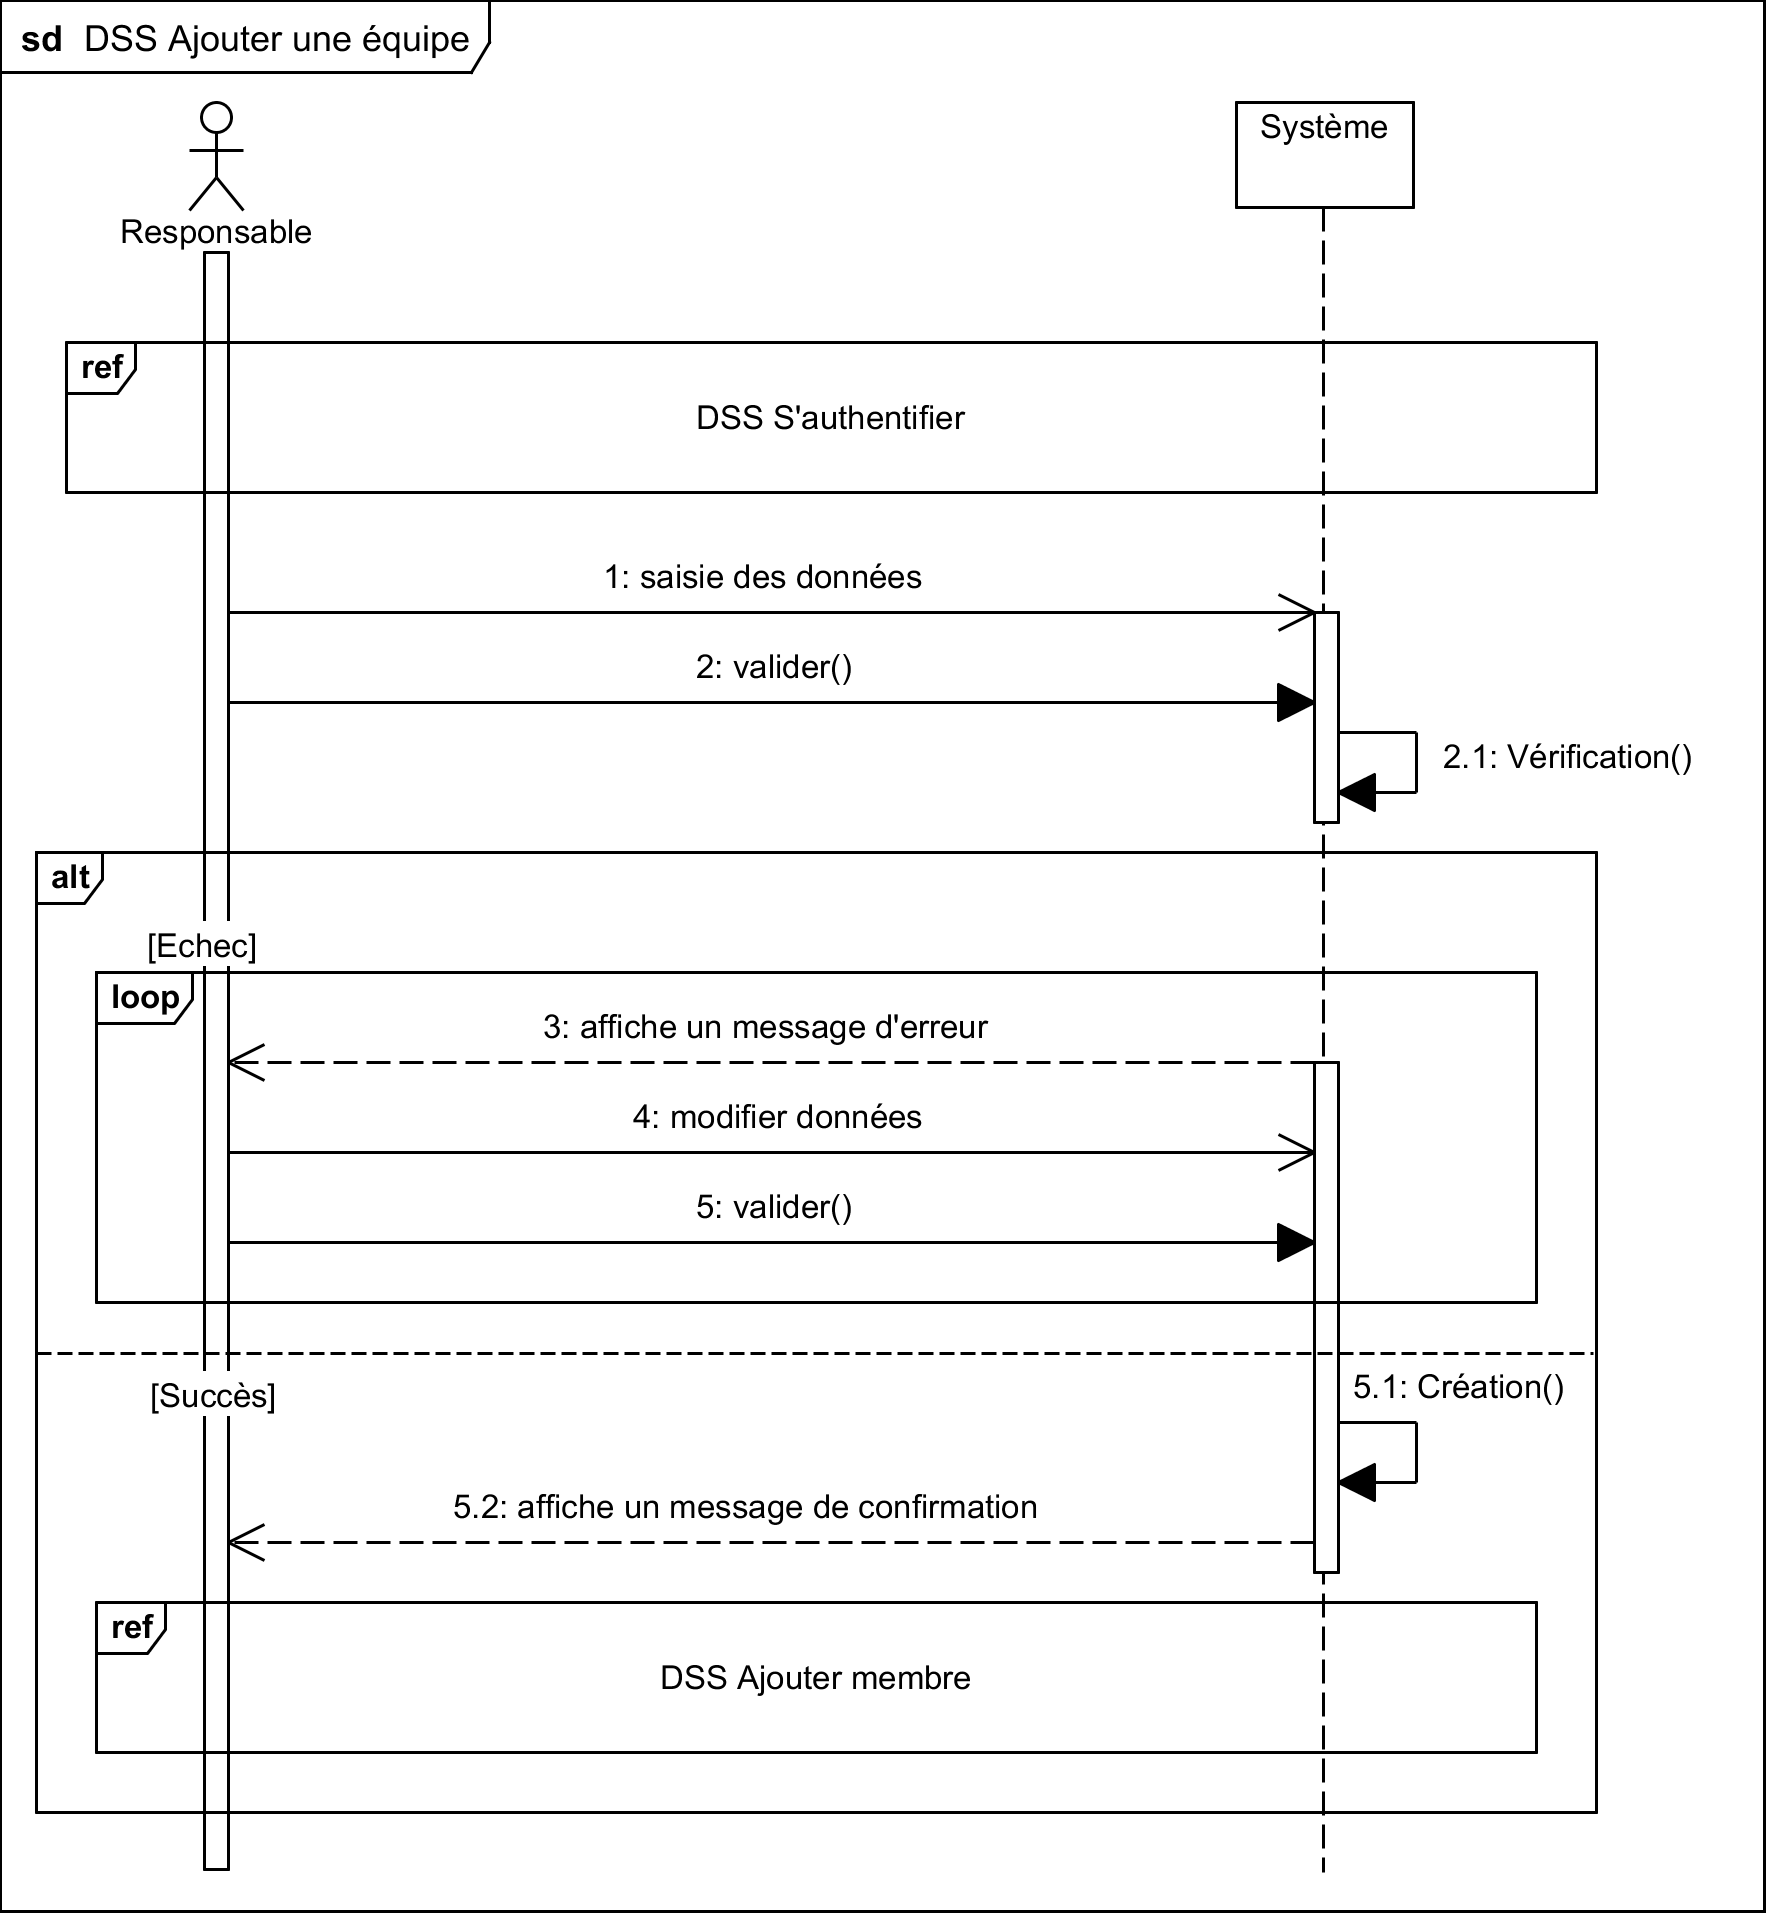 sd DSS Ajouter une équipe
Système
Responsable
ref
DSS S'authentifier
1: saisie des données
2: valider()
2.1: Vérification()
alt
[Echec]
loop
3: affiche un message d'erreur
4: modifier données
5: valider()
[Succès]
5.1: Création()
5.2: affiche un message de confirmation
ref
DSS Ajouter membre